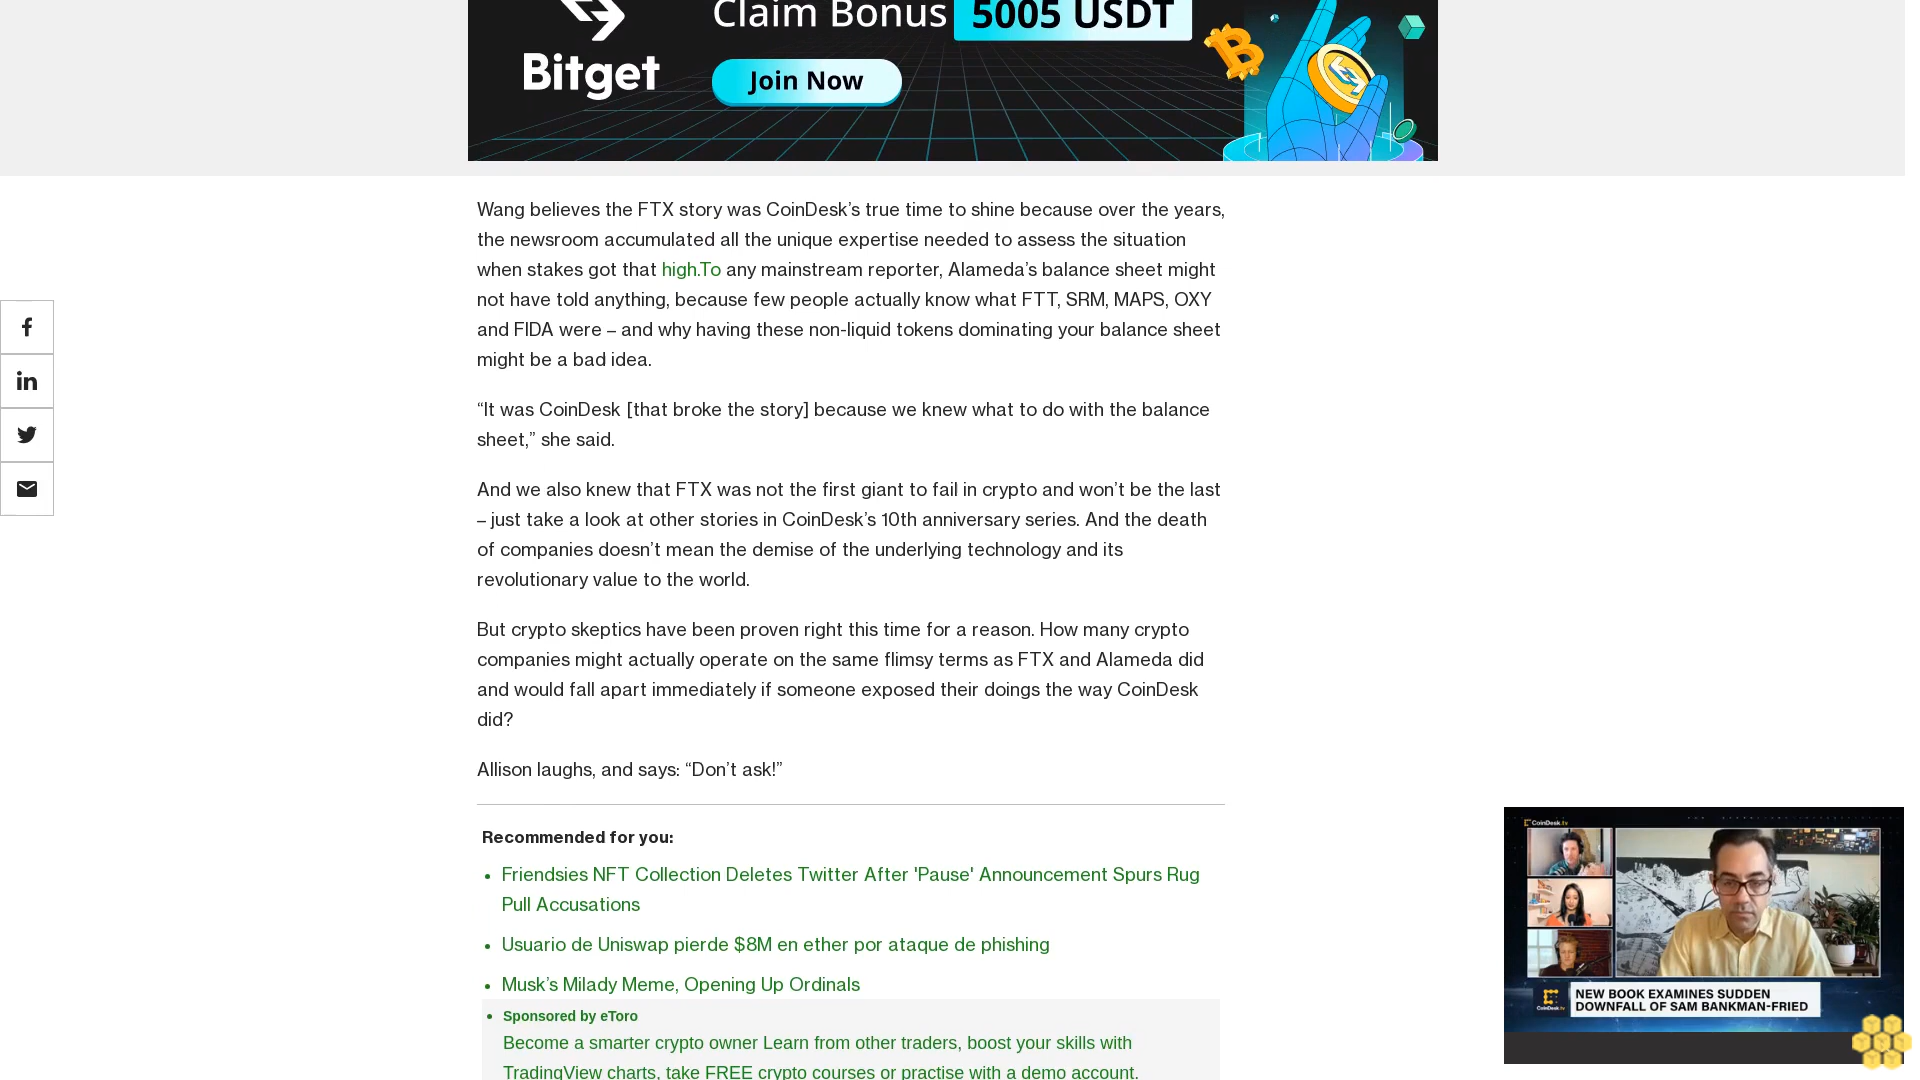 Claim Bonus 5005 USDT
Bitget
Join Now
Wang believes the FTX story was CoinDesk’s true time to shine because over the years,
the newsroom accumulated all the unique expertise needed to assess the situation
when stakes got that high.To any mainstream reporter, Alameda’s balance sheet might
not have told anything, because few people actually know what FTT, SRM, MAPS, OXY
and FIDA were – and why having these non-liquid tokens dominating your balance sheet
might be a bad idea.
“It was CoinDesk [that broke the story] because we knew what to do with the balance
sheet,” she said.
And we also knew that FTX was not the first giant to fail in crypto and won’t be the last
– just take a look at other stories in CoinDesk’s 10th anniversary series. And the death
of companies doesn’t mean the demise of the underlying technology and its
revolutionary value to the world.
But crypto skeptics have been proven right this time for a reason. How many crypto
companies might actually operate on the same flimsy terms as FTX and Alameda did
and would fall apart immediately if someone exposed their doings the way CoinDesk
did?
Allison laughs, and says: “Don’t ask!”
Recommended for you:
Friendsies NFT Collection Deletes Twitter After 'Pause' Announcement Spurs Rug
Pull Accusations
Usuario de Uniswap pierde $8M en ether por ataque de phishing
Musk’s Milady Meme, Opening Up Ordinals
Sponsored by eToro
Become a smarter crypto owner Learn from other traders, boost your skills with
TradingView charts, take FREE crypto courses or practise with a demo account.
CoinDesk.tv
NEW BOOK EXAMINES SUDDEN
DOWNFALL OF SAM BANKMAN-FRIED
CoinDesk.tv